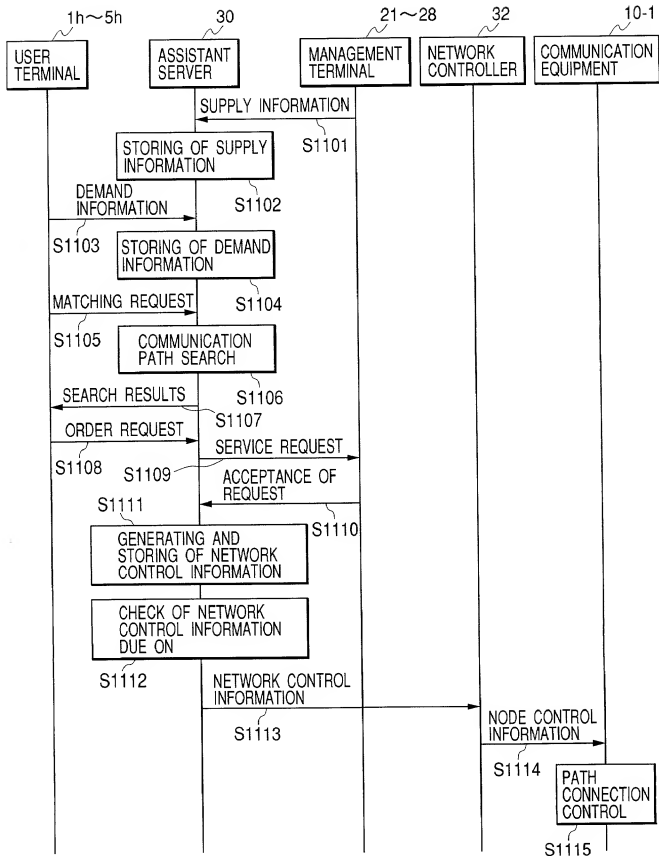 1h～5h
30
21～28
32
10-1
USER
TERMINAL
ASSISTANT
SERVER
MANAGEMENT
TERMINAL
NETWORK
CONTROLLER
COMMUNICATION
EQUIPMENT
SUPPLY INFORMATION
S1101
STORING OF SUPPLY
INFORMATION
S1102
DEMAND
INFORMATION
S1103
STORING OF DEMAND
INFORMATION
S1104
MATCHING REQUEST
S1105
COMMUNICATION
PATH SEARCH
S1106
SEARCH RESULTS
S1107
ORDER REQUEST
S1108
SERVICE REQUEST
S1109
ACCEPTANCE OF
REQUEST
S1110
S1111
GENERATING AND
STORING OF NETWORK
CONTROL INFORMATION
CHECK OF NETWORK
CONTROL INFORMATION
DUE ON
S1112
NETWORK CONTROL
INFORMATION
S1113
NODE CONTROL
INFORMATION
S1114
PATH
CONNECTION
CONTROL
S1115